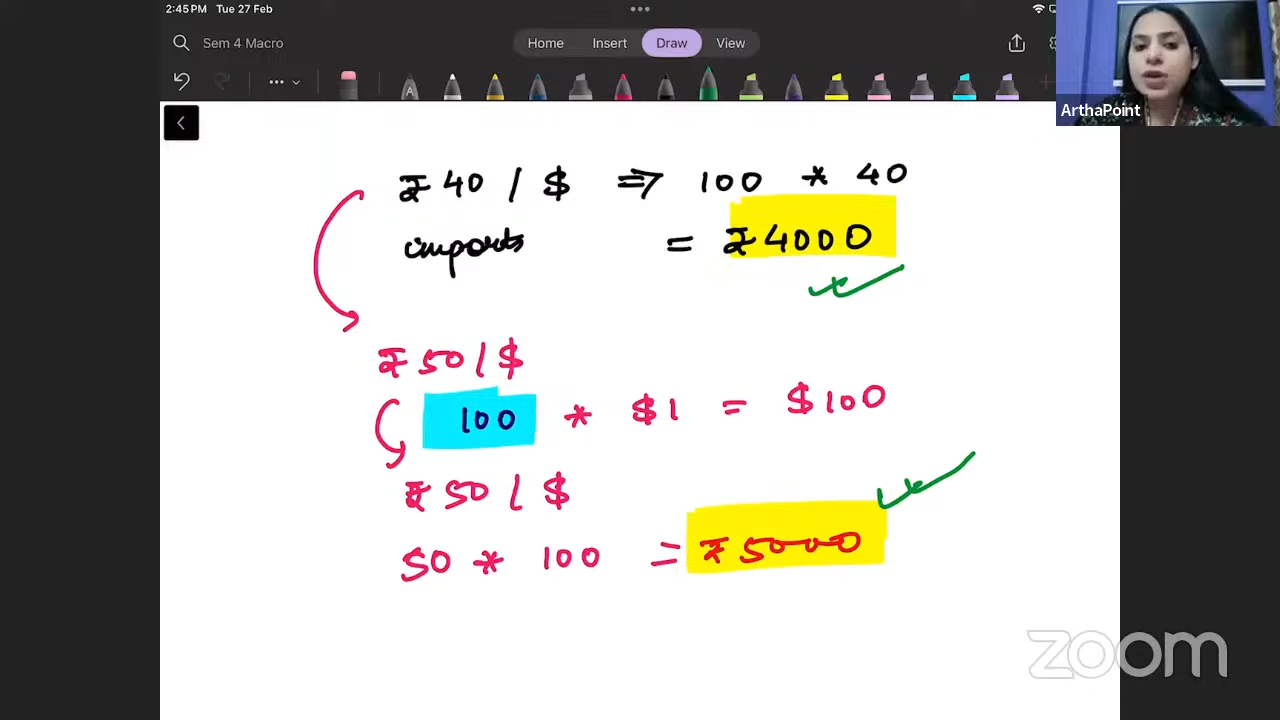 2:45 PM Tue 27 Feb
Sem 4 Macro
Home Insert Draw View
A
ArthaPoint
₹ 40 / $ ⇒ 100 * 40
imports = ₹ 4000
₹ 50 / $
100 * $1 = $100
₹ 50 / $
50 * 100 = ₹ 5000
zoom